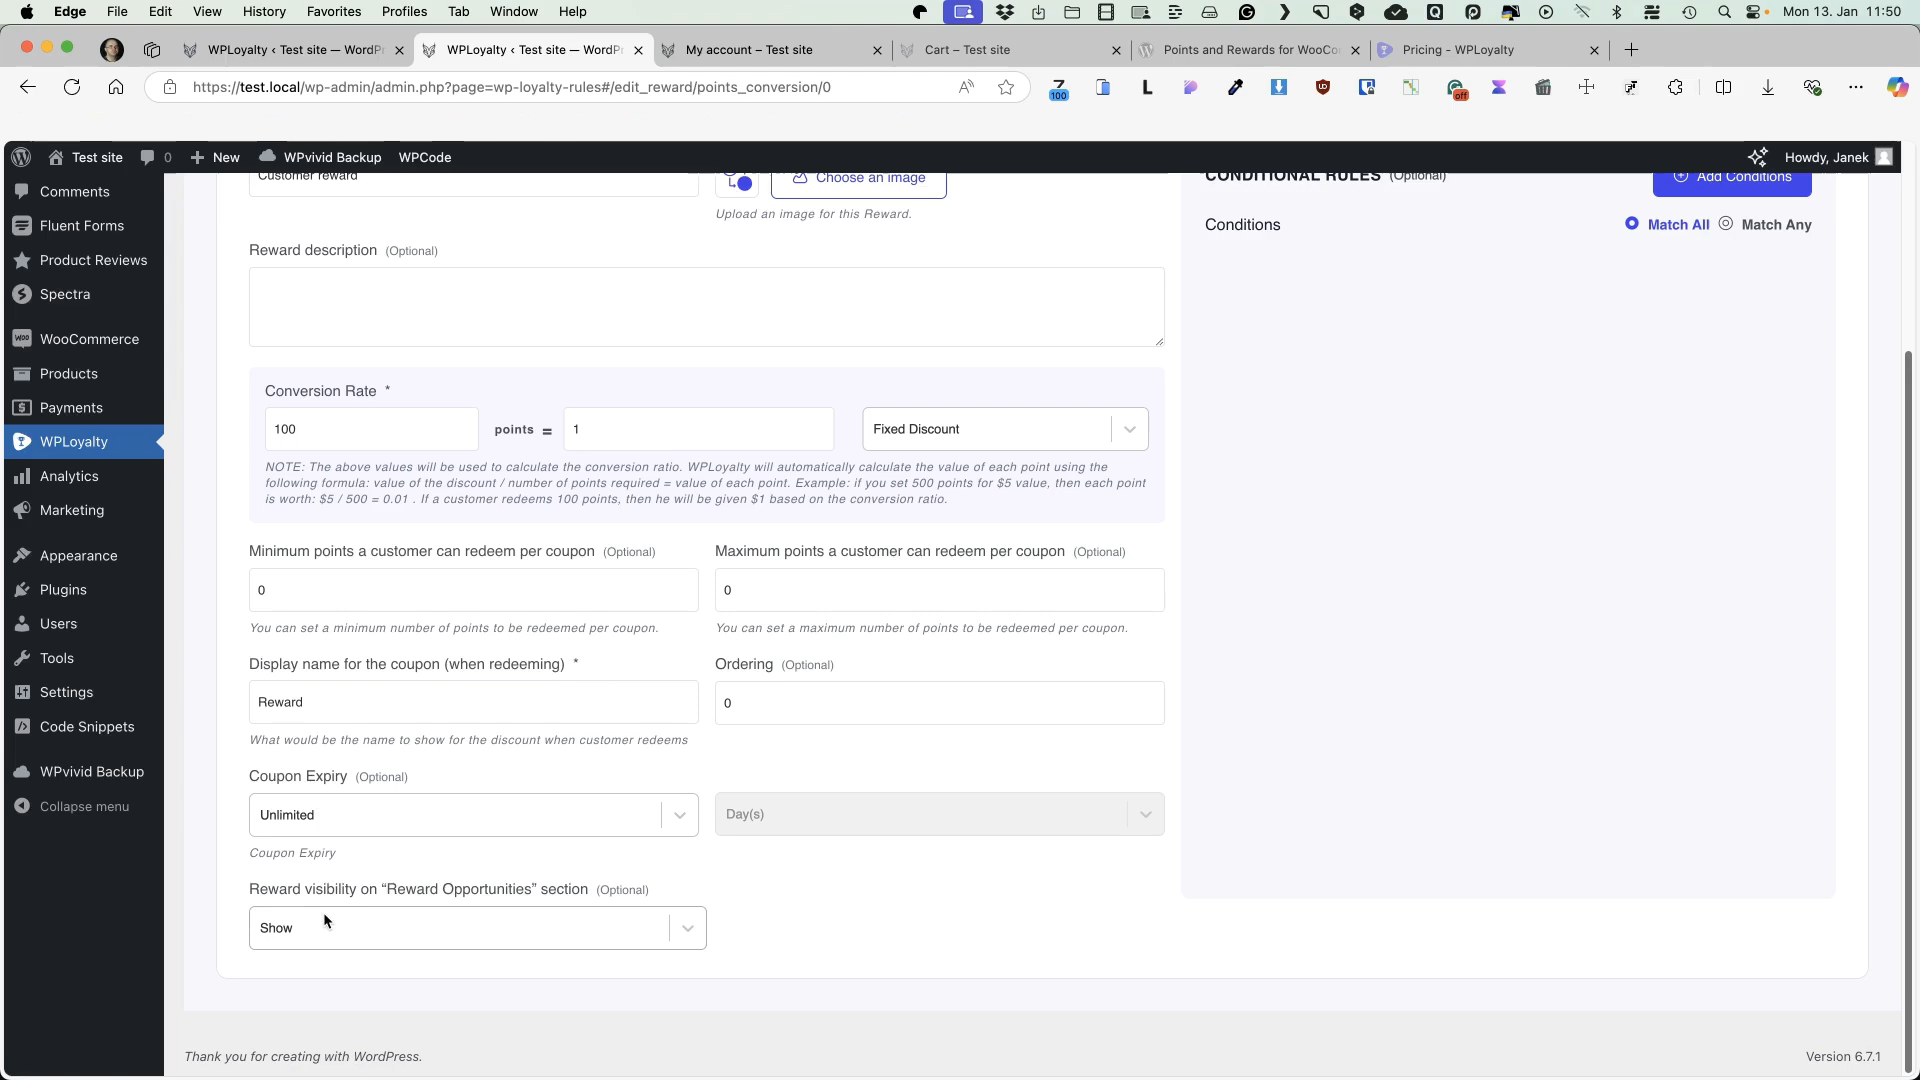 Edge File Edit View History Favorites Profiles Tab Window Help
Mon 13. Jan 11:50
WPLoyalty ‹ Test site — WordPr
WPLoyalty ‹ Test site — WordPr
My account – Test site
Cart – Test site
Points and Rewards for WooCo
Pricing - WPLoyalty
https://test.local/wp-admin/admin.php?page=wp-loyalty-rules#/edit_reward/points_conversion/0
100
off
Test site
0
New
WPvivid Backup
WPCode
Howdy, Janek
Comments
Fluent Forms
Product Reviews
Spectra
WooCommerce
Products
Payments
WPLoyalty
Analytics
Marketing
Appearance
Plugins
Users
Tools
Settings
Code Snippets
WPvivid Backup
Collapse menu
Customer reward
Choose an image
Upload an image for this Reward.
Reward description (Optional)
Conversion Rate *
100 points = 1 Fixed Discount
NOTE: The above values will be used to calculate the conversion ratio. WPLoyalty will automatically calculate the value of each point using the
following formula: value of the discount / number of points required = value of each point. Example: if you set 500 points for $5 value, then each point
is worth: $5 / 500 = 0.01 . If a customer redeems 100 points, then he will be given $1 based on the conversion ratio.
Minimum points a customer can redeem per coupon (Optional)
0
You can set a minimum number of points to be redeemed per coupon.
Maximum points a customer can redeem per coupon (Optional)
0
You can set a maximum number of points to be redeemed per coupon.
Display name for the coupon (when redeeming) *
Reward
What would be the name to show for the discount when customer redeems
Ordering (Optional)
0
Coupon Expiry (Optional)
Unlimited
Day(s)
Coupon Expiry
Reward visibility on “Reward Opportunities” section (Optional)
Show
CONDITIONAL RULES (Optional)
Add Conditions
Conditions
Match All
Match Any
Thank you for creating with WordPress.
Version 6.7.1